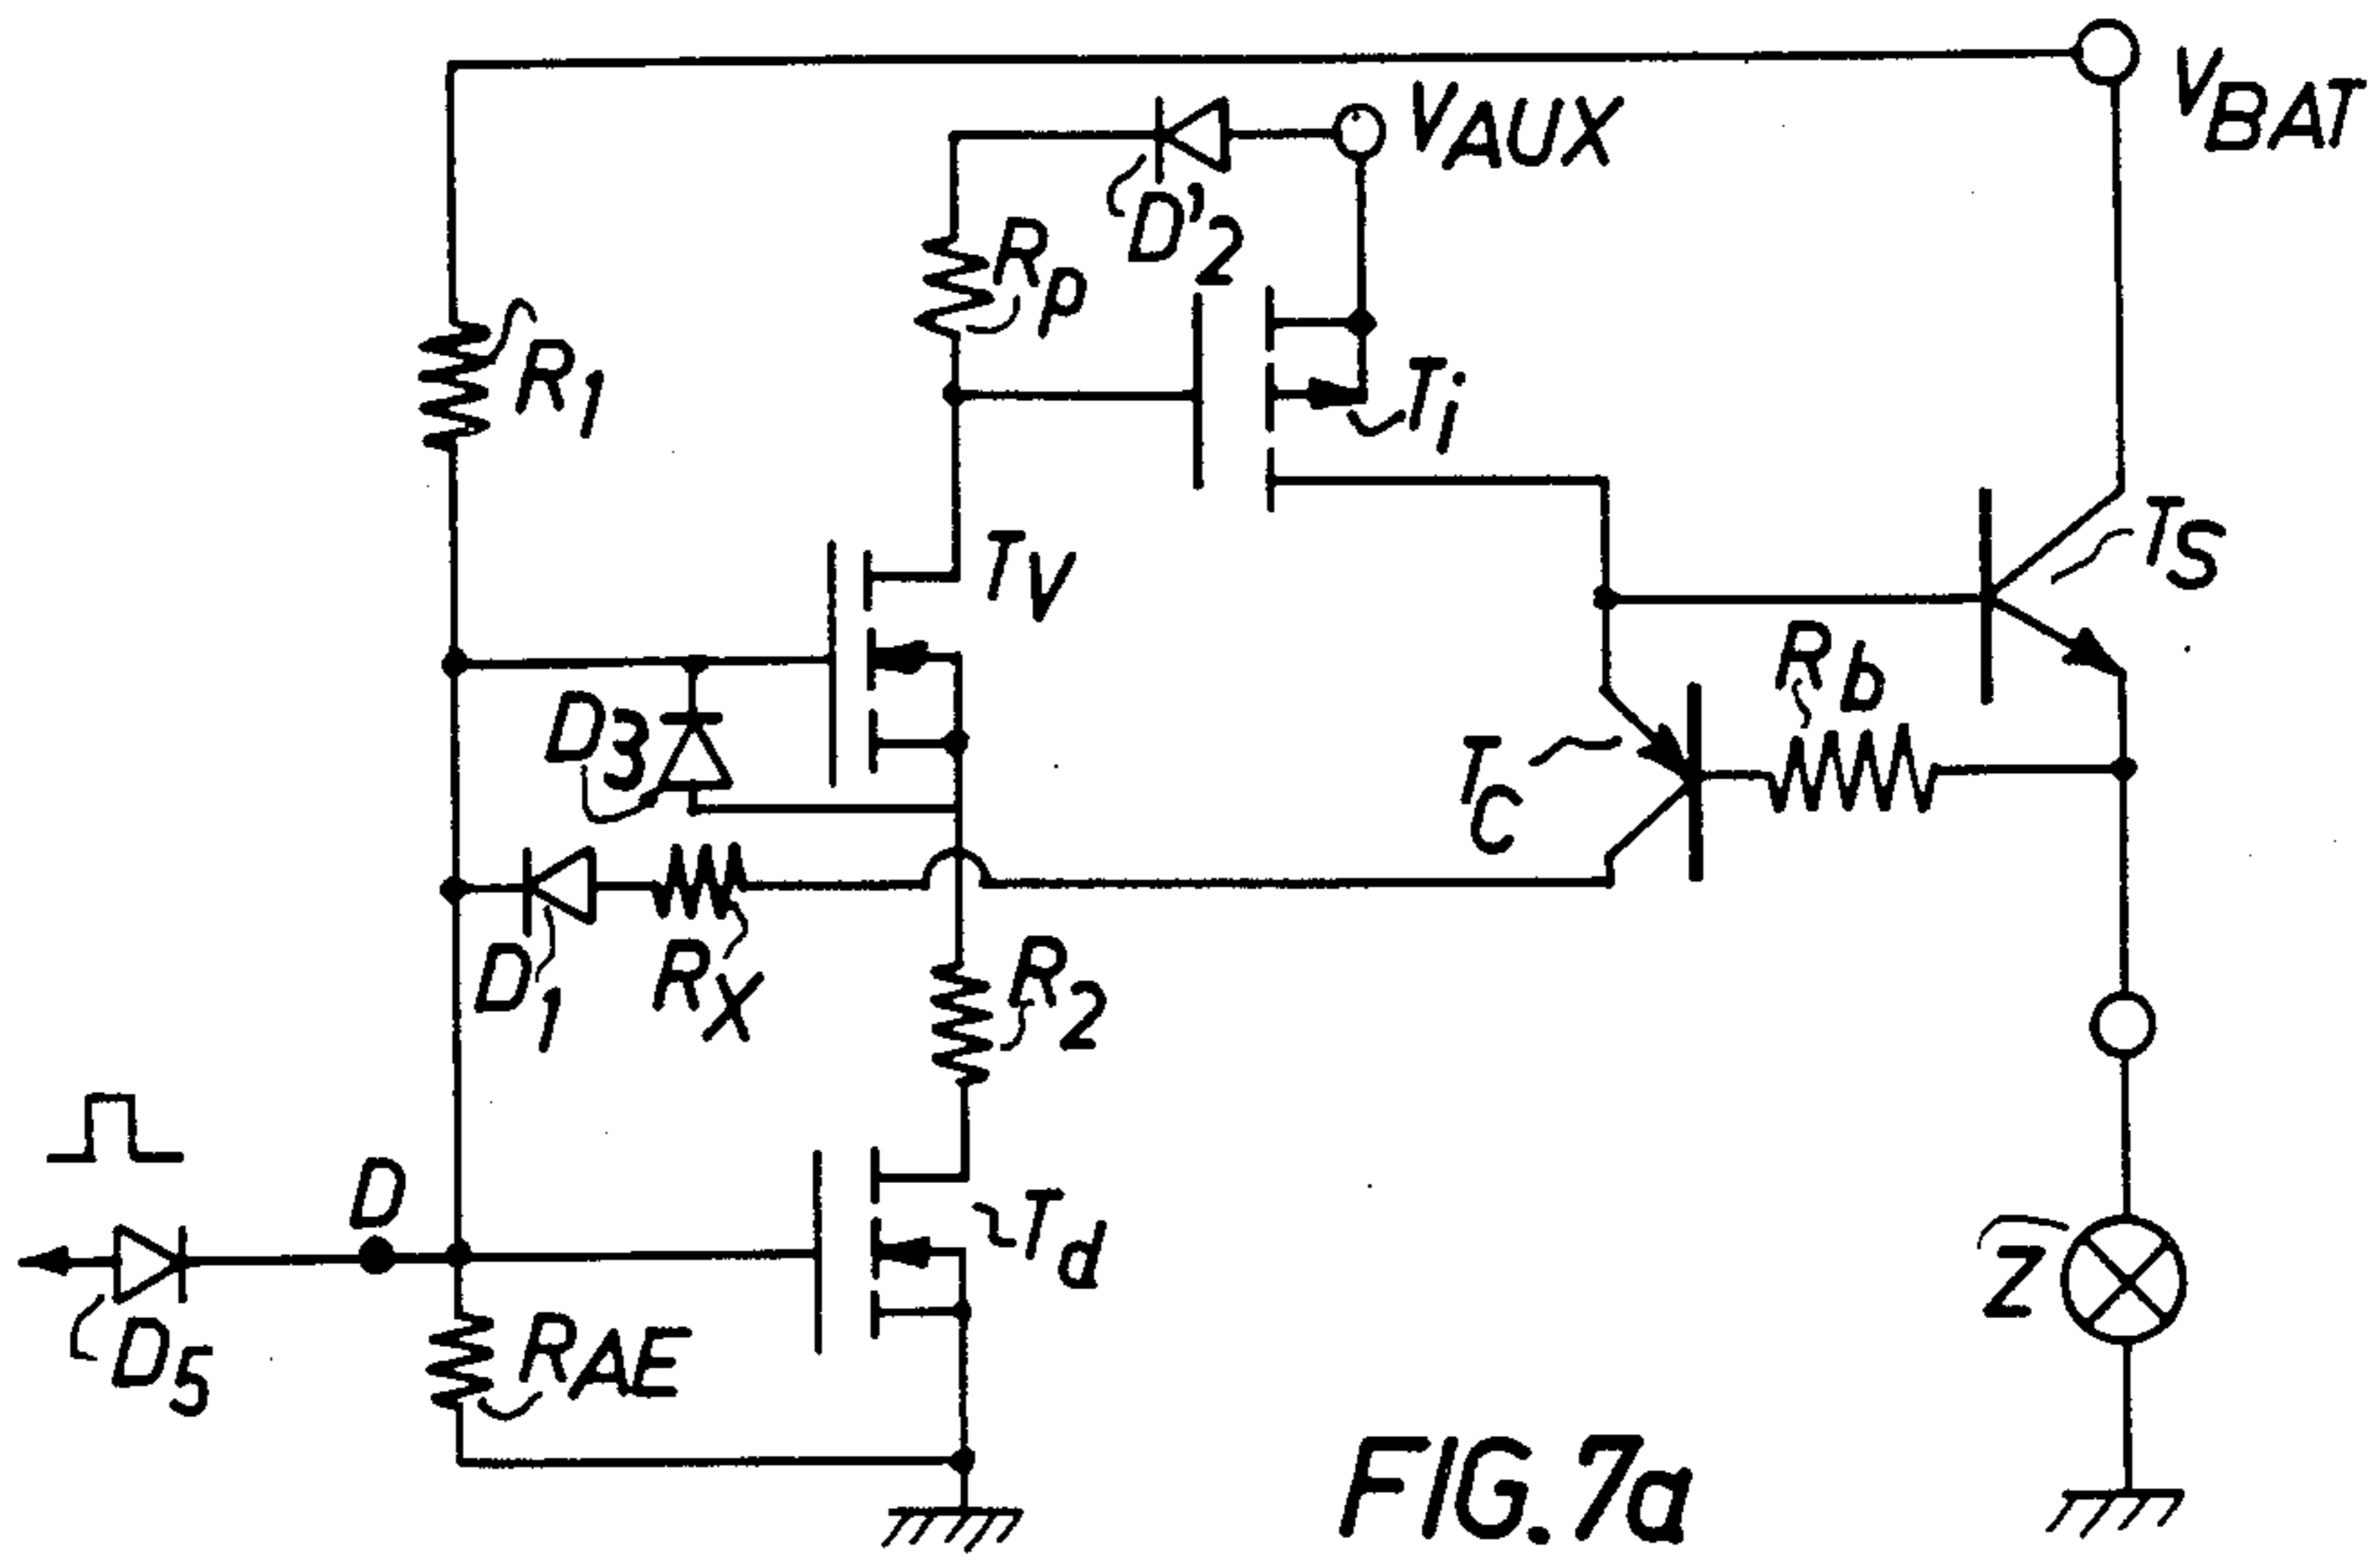 VBAT
VAUX
D'2
Rp
R1
Ti
TS
TV
Rb
D3
TC
D1
RX
R2
D
Td
Z
D5
RAE
FIG.7a